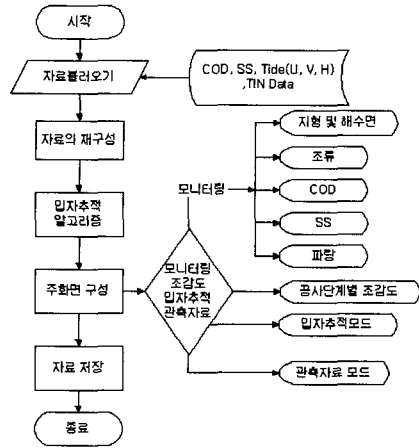 시작
자료불러오기
COD, SS, Tide(U, V, H)
,TIN Data
자료의 재구성
입자추적
알고리즘
주화면 구성
자료 저장
종료
모니터링
조감도
입자추적
관측자료
모니터링
지형 및 해수면
조류
COD
SS
파랑
공사단계별 조감도
입자추적모드
관측자료 모드